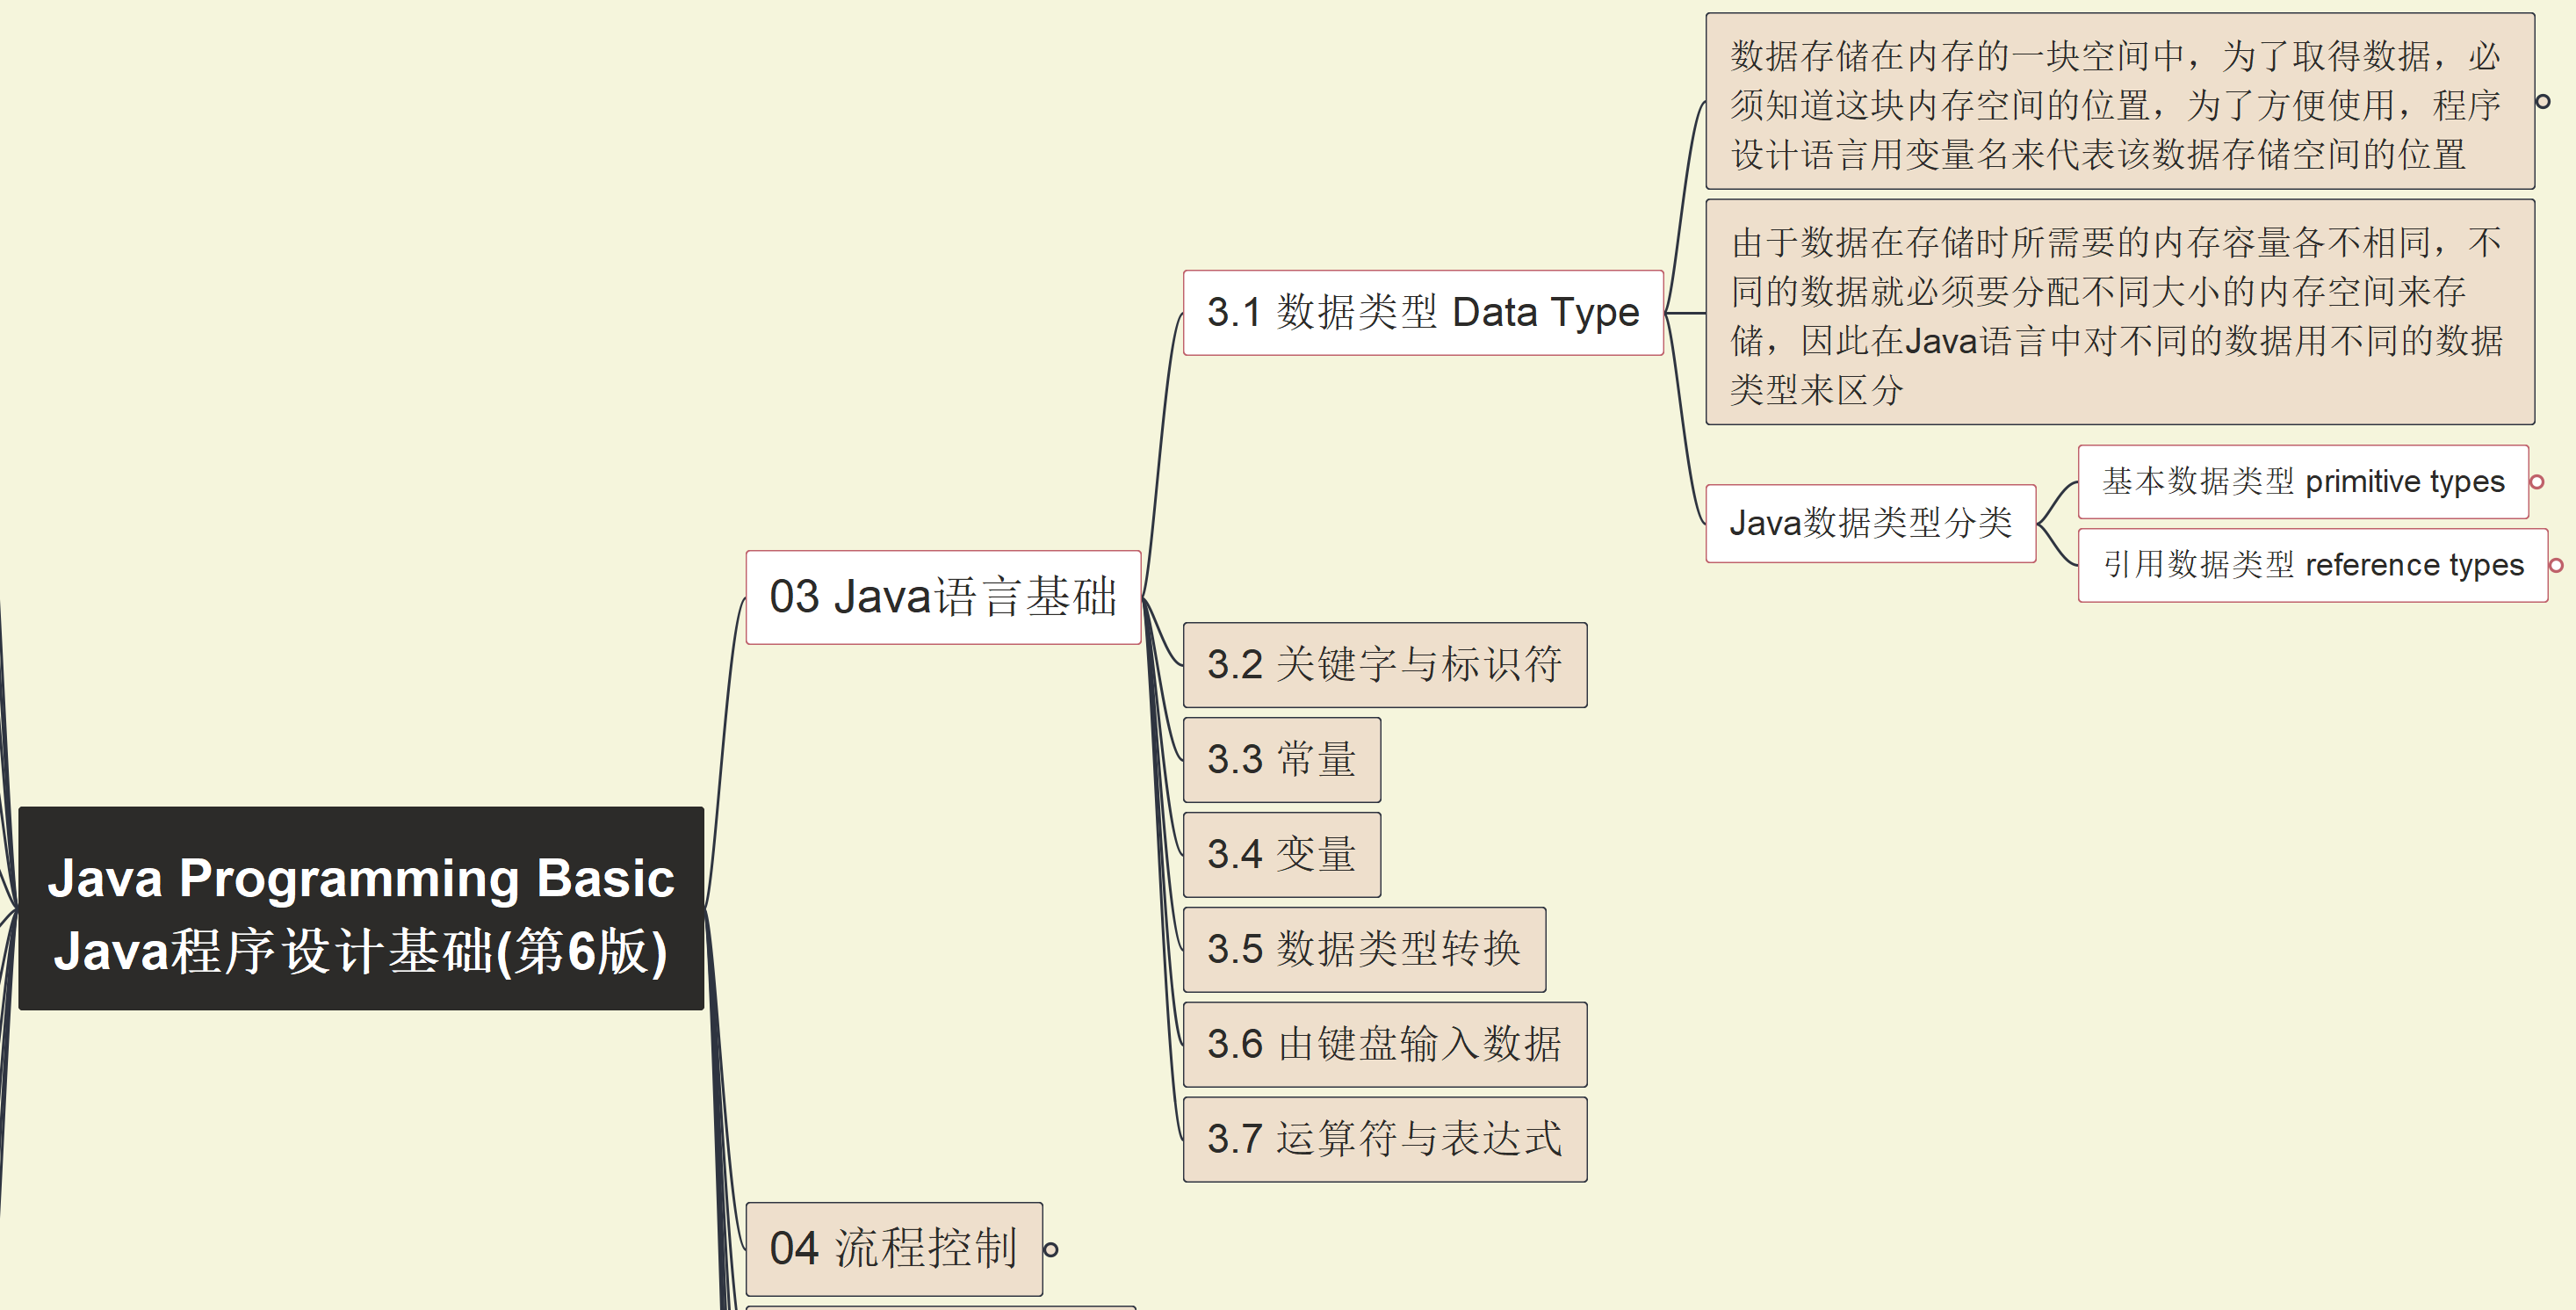 Java Programming Basic
Java程序设计基础(第6版)
03 Java语言基础
3.1 数据类型 Data Type
数据存储在内存的一块空间中，为了取得数据，必
须知道这块内存空间的位置，为了方便使用，程序
设计语言用变量名来代表该数据存储空间的位置
由于数据在存储时所需要的内存容量各不相同，不
同的数据就必须要分配不同大小的内存空间来存
储，因此在Java语言中对不同的数据用不同的数据
类型来区分
Java数据类型分类
基本数据类型 primitive types
引用数据类型 reference types
3.2 关键字与标识符
3.3 常量
3.4 变量
3.5 数据类型转换
3.6 由键盘输入数据
3.7 运算符与表达式
04 流程控制